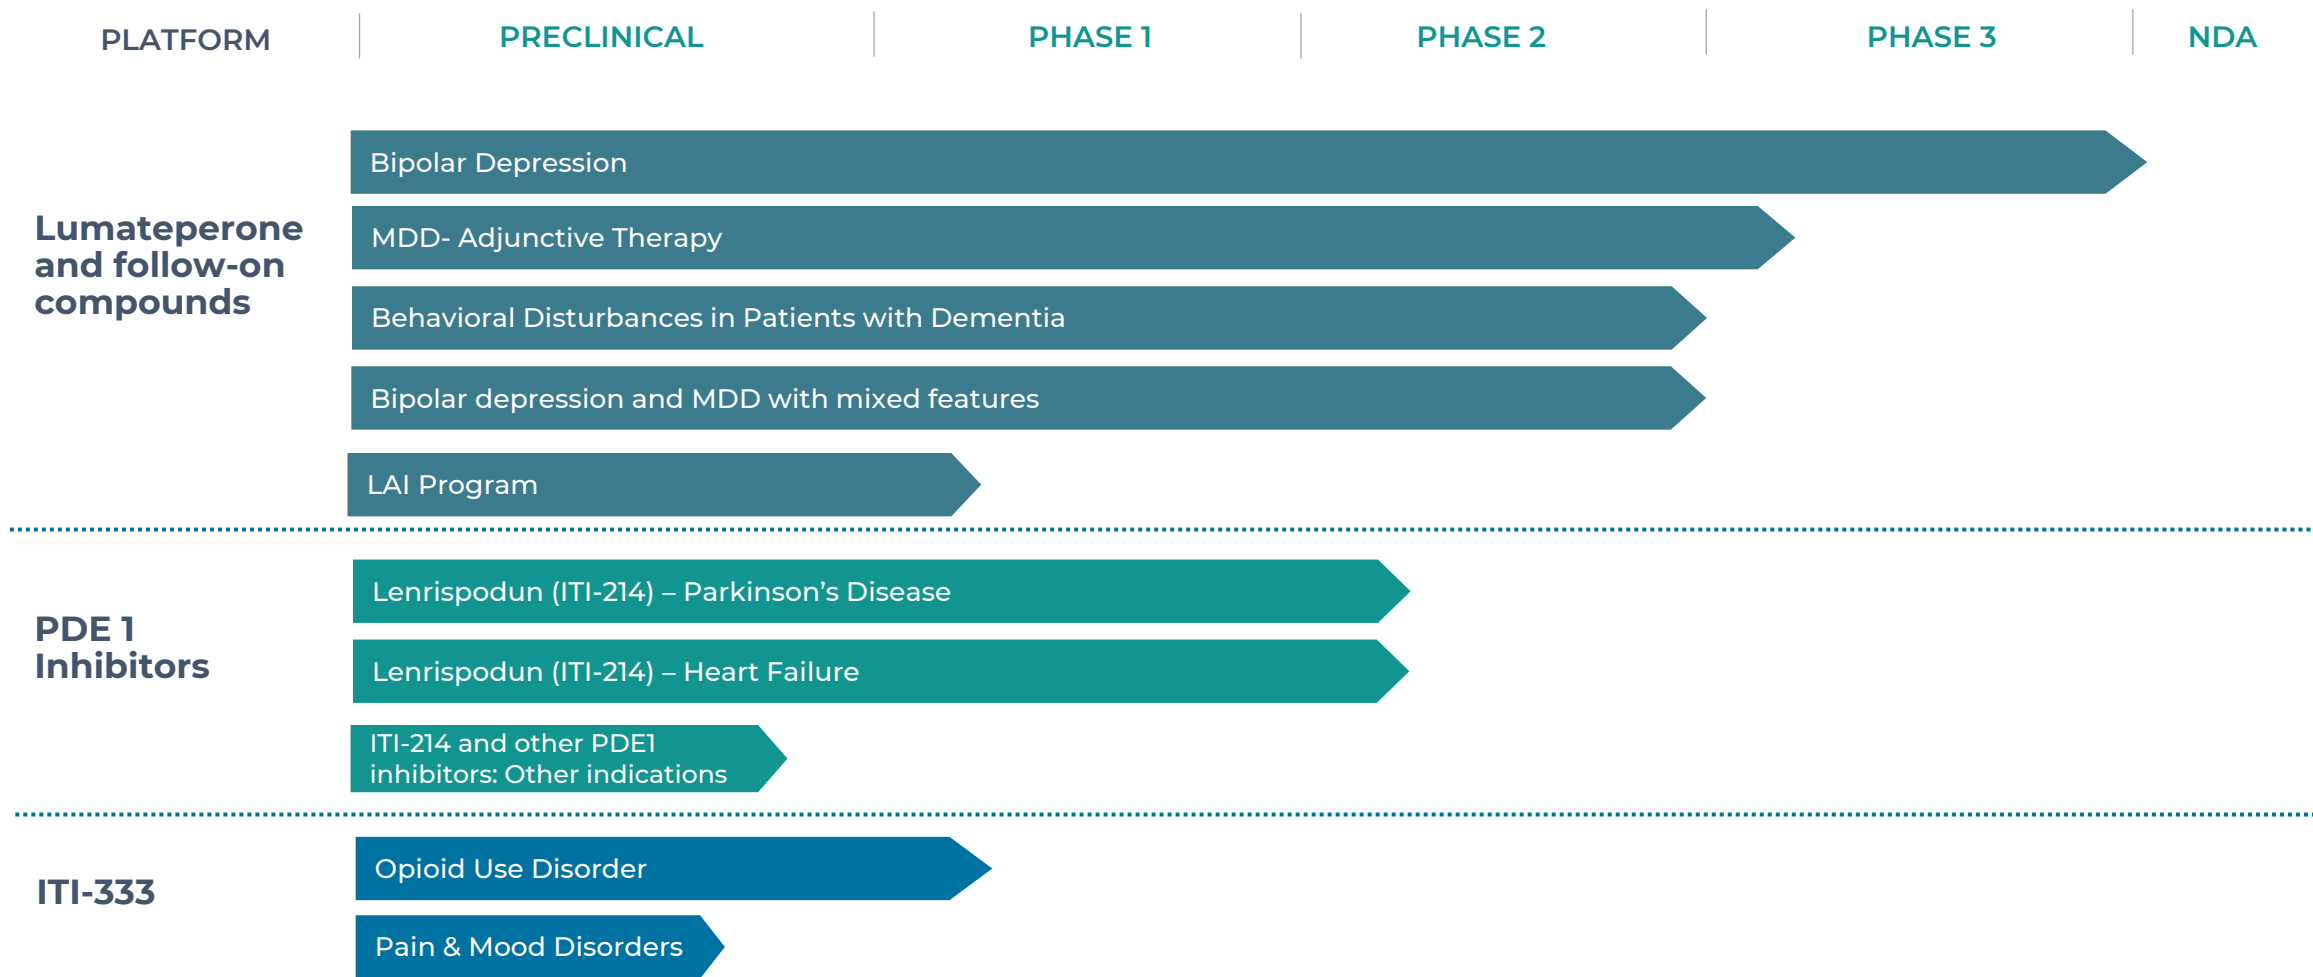 PLATFORM
PRECLINICAL
PHASE 1
PHASE 2
PHASE 3
NDA
Lumateperone
and follow-on
compounds
Bipolar Depression
MDD- Adjunctive Therapy
Behavioral Disturbances in Patients with Dementia
Bipolar depression and MDD with mixed features
LAI Program
PDE 1
Inhibitors
Lenrispodun (ITI-214) – Parkinson’s Disease
Lenrispodun (ITI-214) – Heart Failure
ITI-214 and other PDE1
inhibitors: Other indications
ITI-333
Opioid Use Disorder
Pain & Mood Disorders